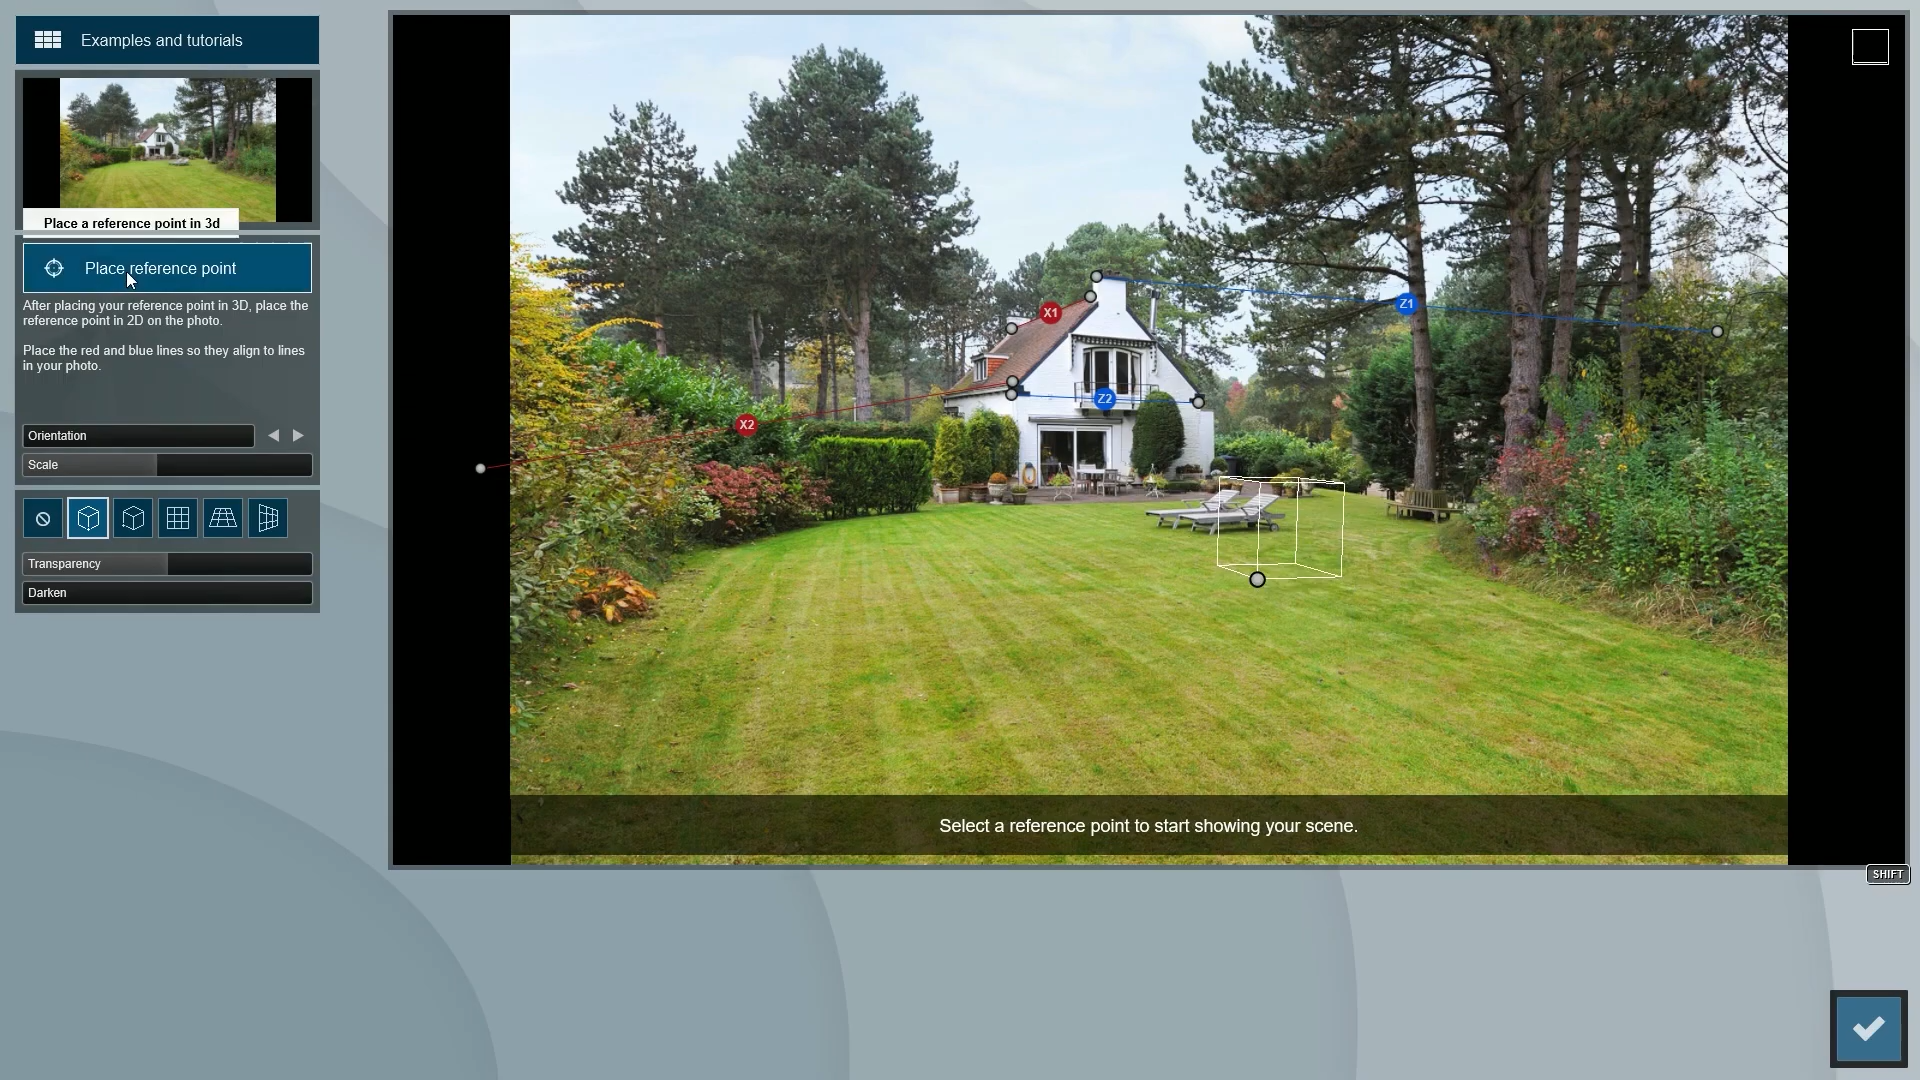 Examples and tutorials
Place a reference point in 3d
Place reference point
After placing your reference point in 3D, place the
reference point in 2D on the photo.
Place the red and blue lines so they align to lines
in your photo.
Orientation
Scale
Transparency
Darken
X1
Z1
Z2
X2
Select a reference point to start showing your scene.
SHIFT